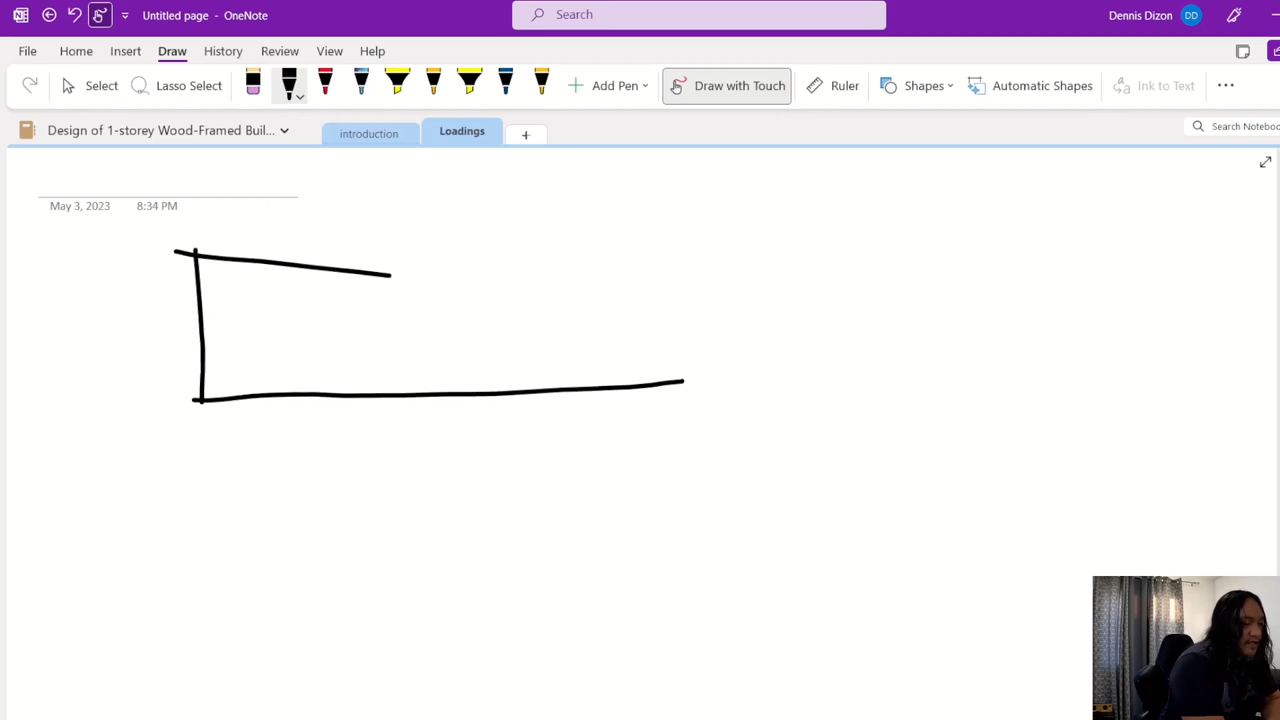 Untitled page - OneNote
Search
Dennis Dizon
DD
File
Home
Insert
Draw
History
Review
View
Help
Select
Lasso Select
Add Pen
Draw with Touch
Ruler
Shapes
Automatic Shapes
Ink to Text
Design of 1-storey Wood-Framed Buil...
introduction
Loadings
Search Notebo
May 3, 2023
8:34 PM